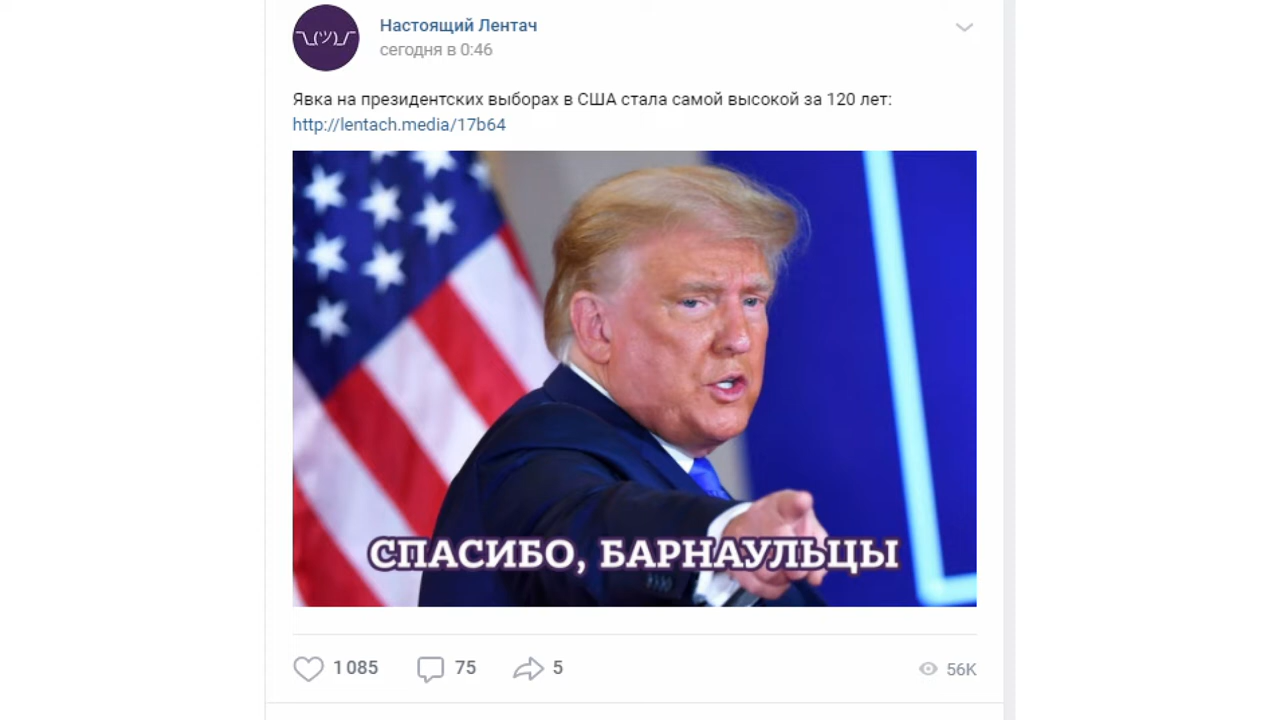 Настоящий Лентач
сегодня в 0:46
Явка на президентских выборах в США стала самой высокой за 120 лет:
http://lentach.media/17b64
СПАСИБО, БАРНАУЛЬЦЫ
1 085 75 5 56K